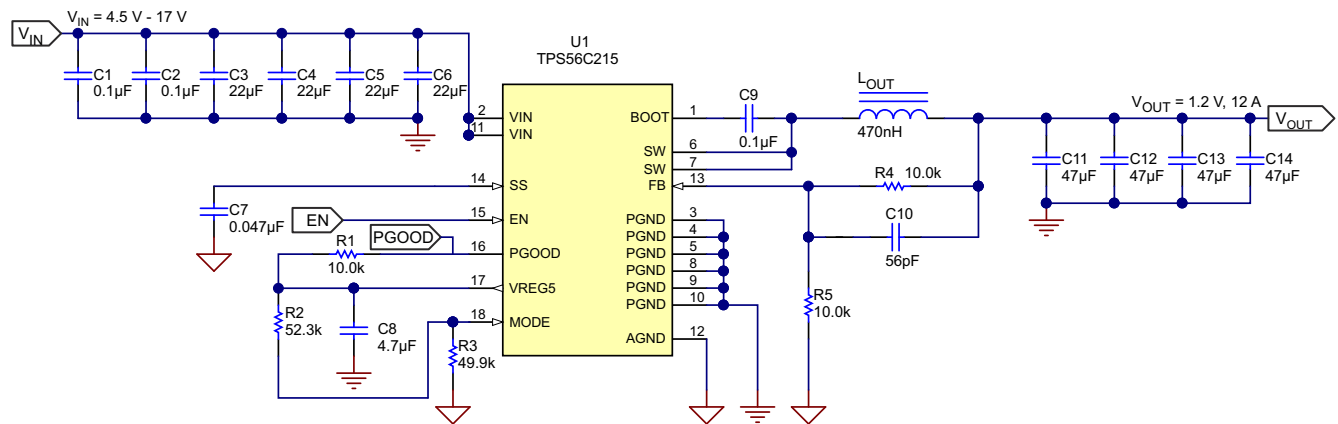 V_IN = 4.5 V - 17 V
V_IN
C1
0.1µF
C2
0.1µF
C3
22µF
C4
22µF
C5
22µF
C6
22µF
U1
TPS56C215
2
VIN
11
VIN
14
SS
15
EN
16
PGOOD
17
VREG5
18
MODE
BOOT
1
SW
6
SW
7
FB
13
PGND
3
PGND
4
PGND
5
PGND
8
PGND
9
PGND
10
AGND
12
C7
0.047µF
EN
PGOOD
R1
10.0k
R2
52.3k
C8
4.7µF
R3
49.9k
C9
0.1µF
L_OUT
470nH
R4
10.0k
C10
56pF
R5
10.0k
V_OUT = 1.2 V, 12 A
V_OUT
C11
47µF
C12
47µF
C13
47µF
C14
47µF